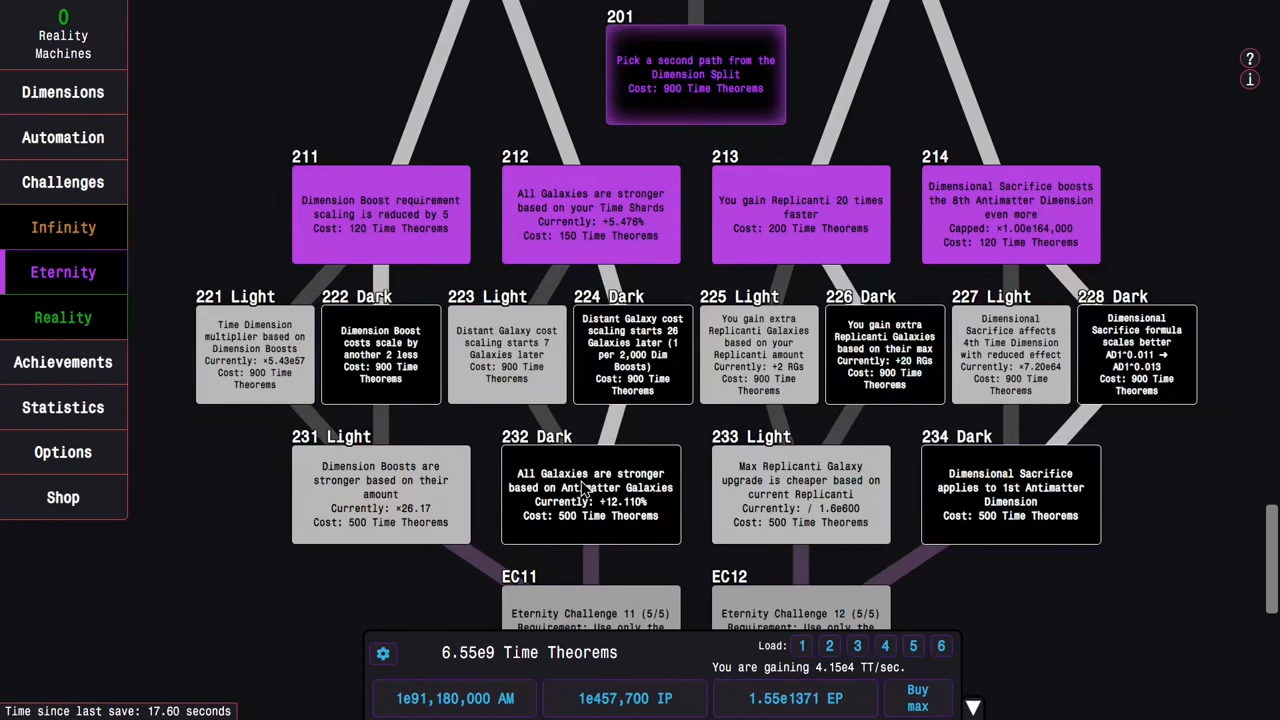 0
Reality
Machines
Dimensions
Automation
Challenges
Infinity
Eternity
Reality
Achievements
Statistics
Options
Shop
?
i
201
Pick a second path from the
Dimension Split
Cost: 900 Time Theorems
211
Dimension Boost requirement
scaling is reduced by 5
Cost: 120 Time Theorems
212
All Galaxies are stronger
based on your Time Shards
Currently: +5.476%
Cost: 150 Time Theorems
213
You gain Replicanti 20 times
faster
Cost: 200 Time Theorems
214
Dimensional Sacrifice boosts
the 8th Antimatter Dimension
even more
Capped: ×1.00e164,000
Cost: 120 Time Theorems
221 Light
Time Dimension
multiplier based on
Dimension Boosts
Currently: ×5.43e57
Cost: 900 Time
Theorems
222 Dark
Dimension Boost
costs scale by
another 2 less
Cost: 900 Time
Theorems
223 Light
Distant Galaxy cost
scaling starts 7
Galaxies later
Cost: 900 Time
Theorems
224 Dark
Distant Galaxy cost
scaling starts 26
Galaxies later (1
per 2,000 Dim
Boosts)
Cost: 900 Time
Theorems
225 Light
You gain extra
Replicanti Galaxies
based on your
Replicanti amount
Currently: +2 RGs
Cost: 900 Time
Theorems
226 Dark
You gain extra
Replicanti Galaxies
based on their max
Currently: +20 RGs
Cost: 900 Time
Theorems
227 Light
Dimensional
Sacrifice affects
4th Time Dimension
with reduced effect
Currently: ×7.20e64
Cost: 900 Time
Theorems
228 Dark
Dimensional
Sacrifice formula
scales better
AD1^0.011 →
AD1^0.013
Cost: 900 Time
Theorems
231 Light
Dimension Boosts are
stronger based on their
amount
Currently: ×26.17
Cost: 500 Time Theorems
232 Dark
All Galaxies are stronger
based on Antimatter Galaxies
Currently: +12.110%
Cost: 500 Time Theorems
233 Light
Max Replicanti Galaxy
upgrade is cheaper based on
current Replicanti
Currently: / 1.6e600
Cost: 500 Time Theorems
234 Dark
Dimensional Sacrifice
applies to 1st Antimatter
Dimension
Cost: 500 Time Theorems
EC11
Eternity Challenge 11 (5/5)
Requirement: Use only the
EC12
Eternity Challenge 12 (5/5)
Requirement: Use only the
6.55e9 Time Theorems
Load: 1 2 3 4 5 6
You are gaining 4.15e4 TT/sec.
1e91,180,000 AM
1e457,700 IP
1.55e1371 EP
Buy
max
Time since last save: 17.60 seconds